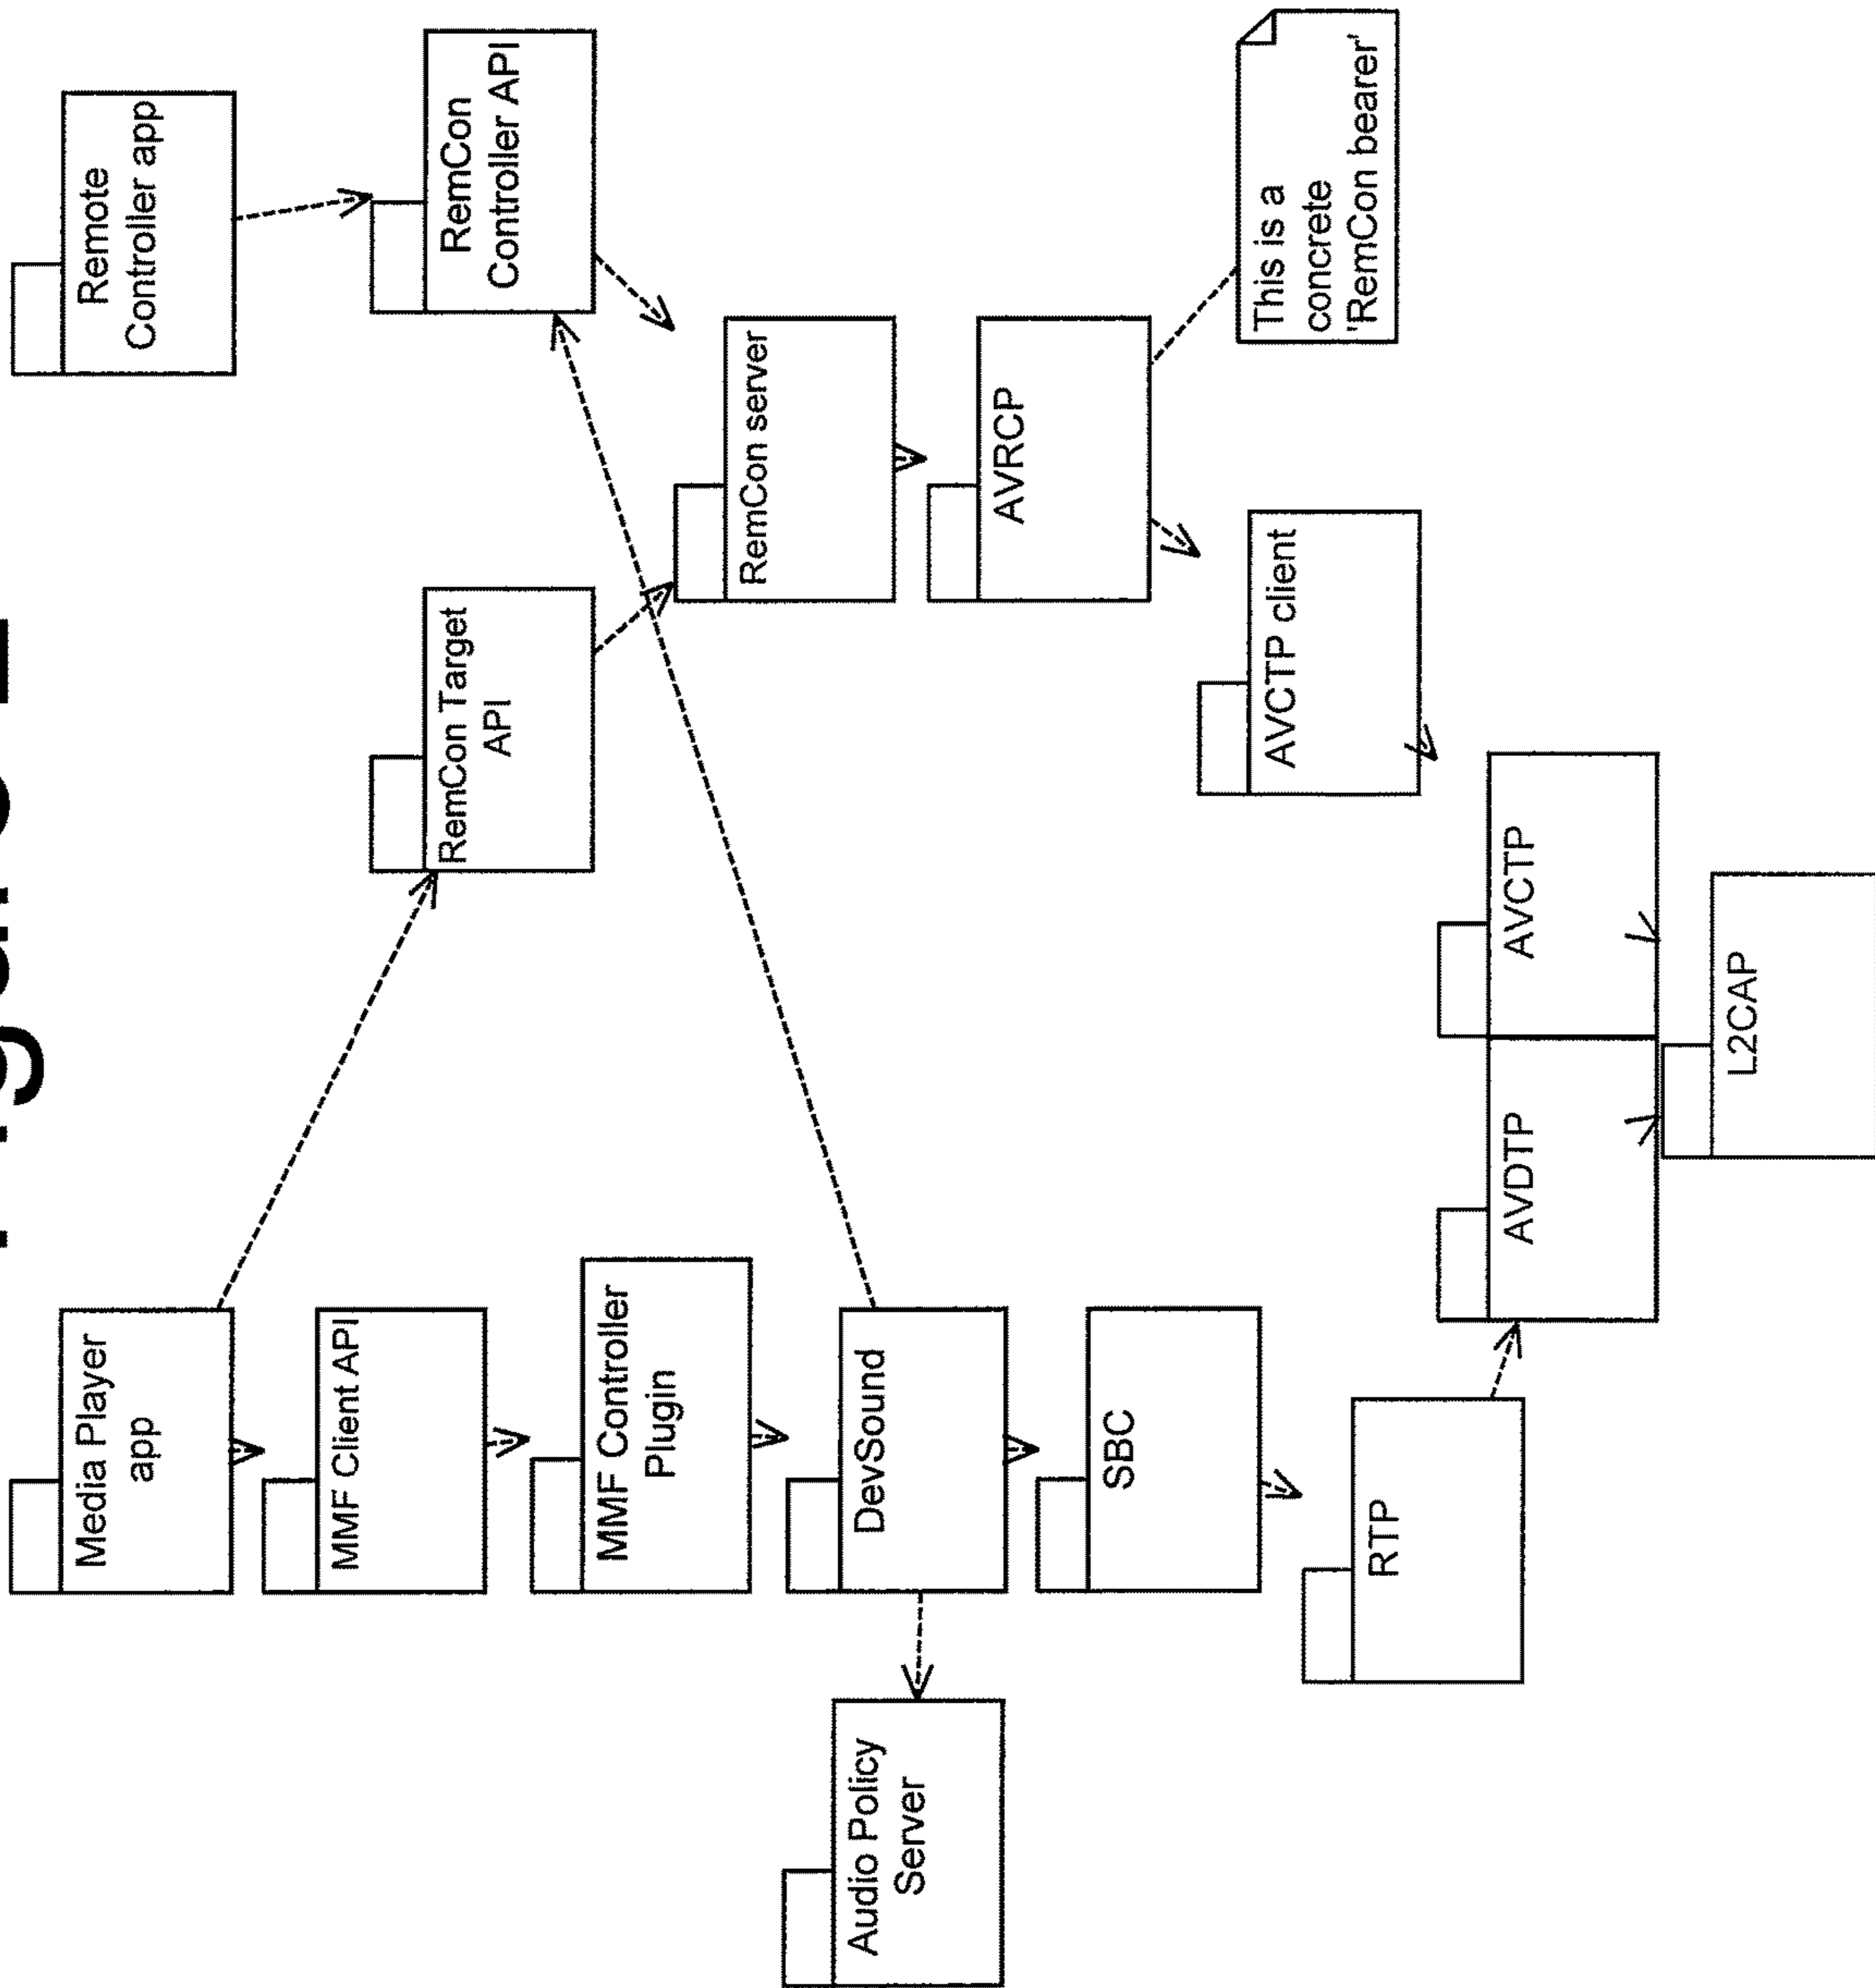 Media Player
app
Remote
Controller app
MMF Client API
RemCon Target
API
RemCon
Controller API
MMF Controller
Plugin
RemCon server
Audio Policy
Server
DevSound
AVRCP
SBC
AVCTP client
This is a
concrete
'RemCon bearer'
RTP
AVDTP
AVCTP
L2CAP